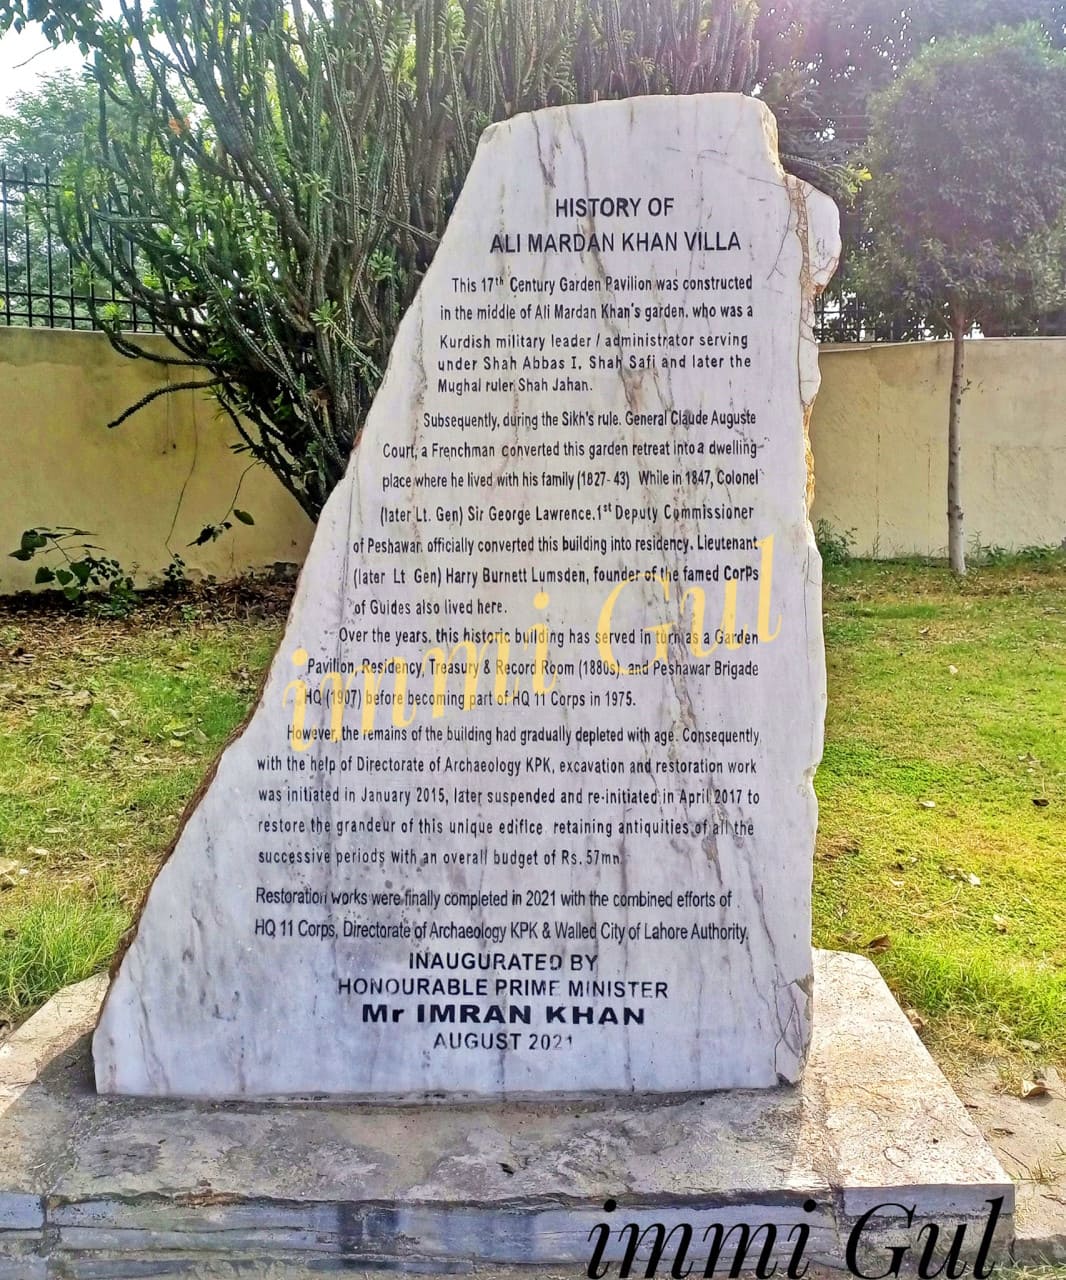 HISTORY OF
ALI MARDAN KHAN VILLA
This 17th Century Garden Pavilion was constructed
in the middle of Ali Mardan Khan's garden, who was a
Kurdish military leader / administrator serving
under Shah Abbas I, Shah Safi and later the
Mughal ruler Shah Jahan.
Subsequently, during the Sikh's rule. General Claude Auguste
Court, a Frenchman converted this garden retreat into a dwelling
place where he lived with his family (1827-43) While in 1847, Colonel
(later Lt. Gen) Sir George Lawrence,1st Deputy Commissioner
of Peshawar, officially converted this building into residency. Lieutenant
(later Lt Gen) Harry Burnett Lumsden, founder of the famed Corps
of Guides also lived here.
Over the years, this historic building has served in turn as a Garden
Pavilion, Residency, Treasury & Record Room (1880s), and Peshawar Brigade
HQ (1907) before becoming part of HQ 11 Corps in 1975.
However, the remains of the building had gradually depleted with age. Consequently,
with the help of Directorate of Archaeology KPK, excavation and restoration work
was initiated in January 2015, later suspended and re-initiated in April 2017 to
restore the grandeur of this unique edifice retaining antiquities of all the
successive periods with an overall budget of Rs. 57mn.
Restoration works were finally completed in 2021 with the combined efforts of
HQ 11 Corps, Directorate of Archaeology KPK & Walled City of Lahore Authority.
INAUGURATED BY
HONOURABLE PRIME MINISTER
Mr IMRAN KHAN
AUGUST 2021
immi Gul
immi Gul